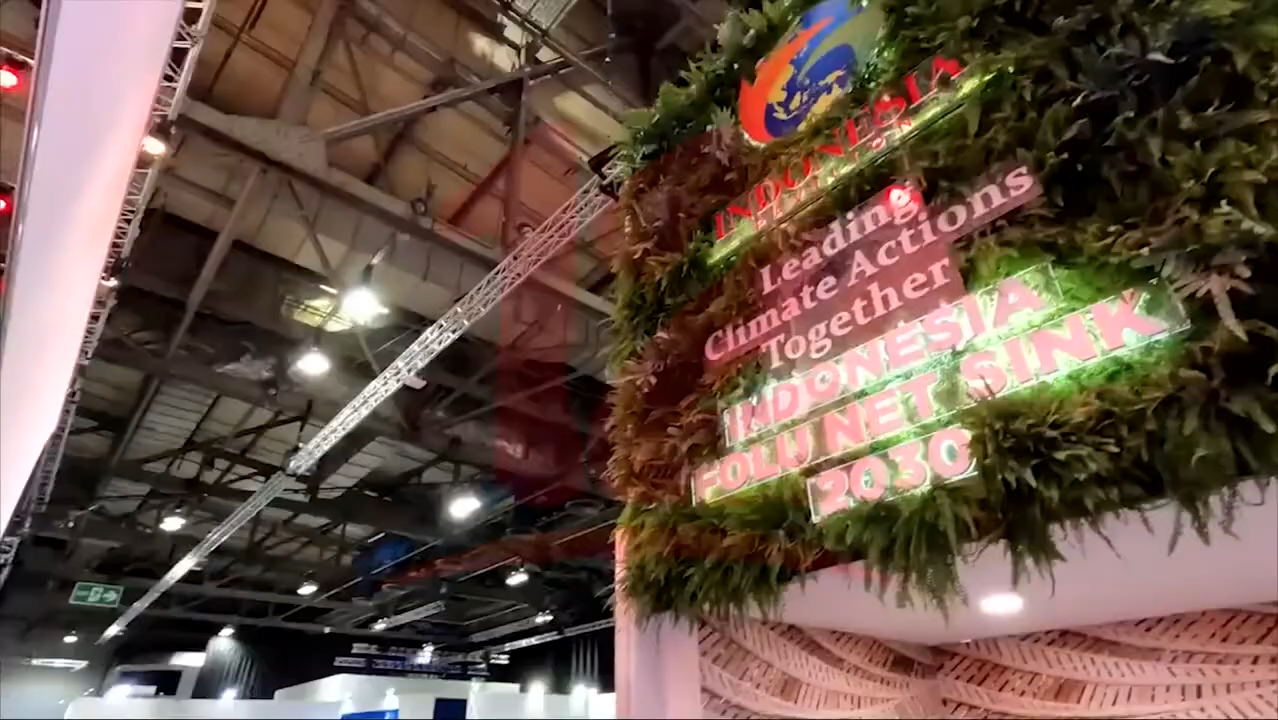 INDONESIA
Leading
Climate Actions
Together
INDONESIA
FOLU NET SINK
2030